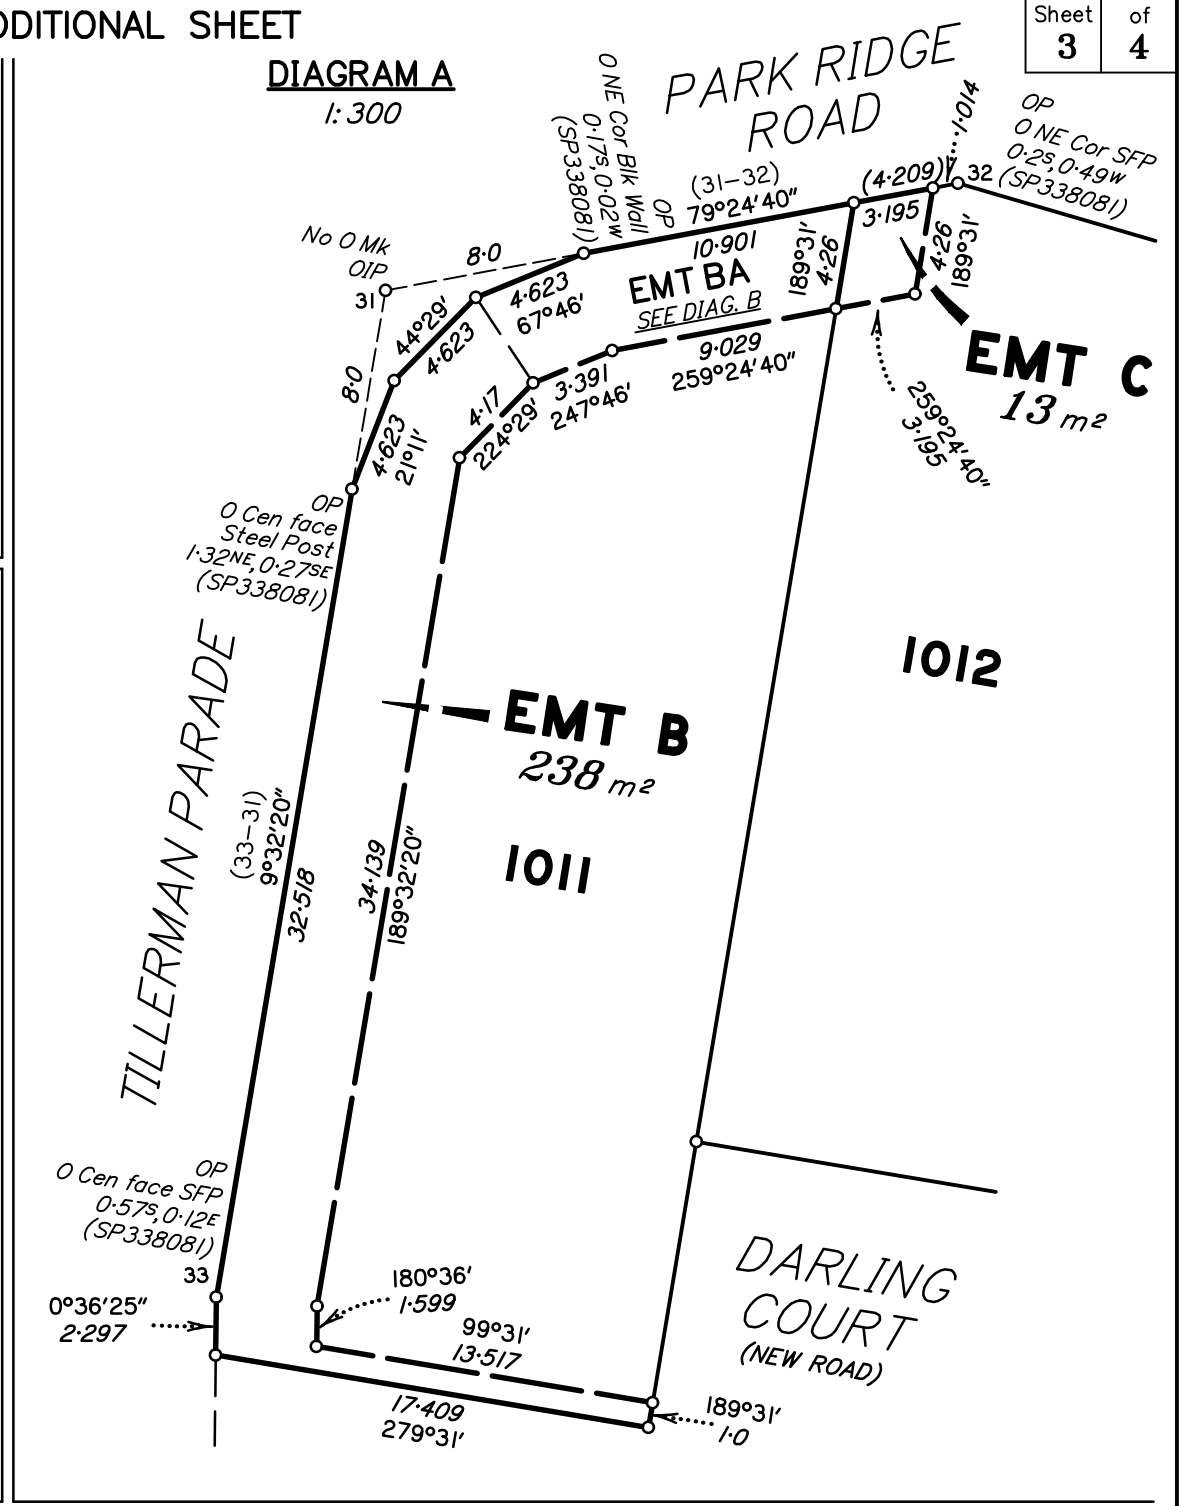 DDITIONAL SHEET
Sheet
3
of
4
DIAGRAM A
1:300
PARK RIDGE
ROAD
O NE Cor Blk Wall
0·17S,0·02W
(SP338081)
OP
1·014
OP
O NE Cor SFP
0·2S,0·49W
(SP338081)
32
(31-32)
79°24'40"
10·901
(4·209)
3·195
189°31'
4·26
4·26
189°31'
No O Mk
OIP
31
8·0
8·0
4·623
67°46'
44°29'
4·623
4·623
21°11'
EMT BA
SEE DIAG. B
9·029
259°24'40"
3·391
247°46'
4·17
224°29'
EMT C
13 m²
259°24'40"
3·195
OP
O Cen face
Steel Post
1·32NE,0·27SE
(SP338081)
TILLERMAN PARADE
1012
EMT B
238 m²
1011
(33-31)
9°32'20"
32·518
34·139
189°32'20"
OP
O Cen face SFP
0·57S,0·12E
(SP338081)
33
0°36'25"
2·297
180°36'
1·599
99°31'
13·517
17·409
279°31'
189°31'
1·0
DARLING
COURT
(NEW ROAD)